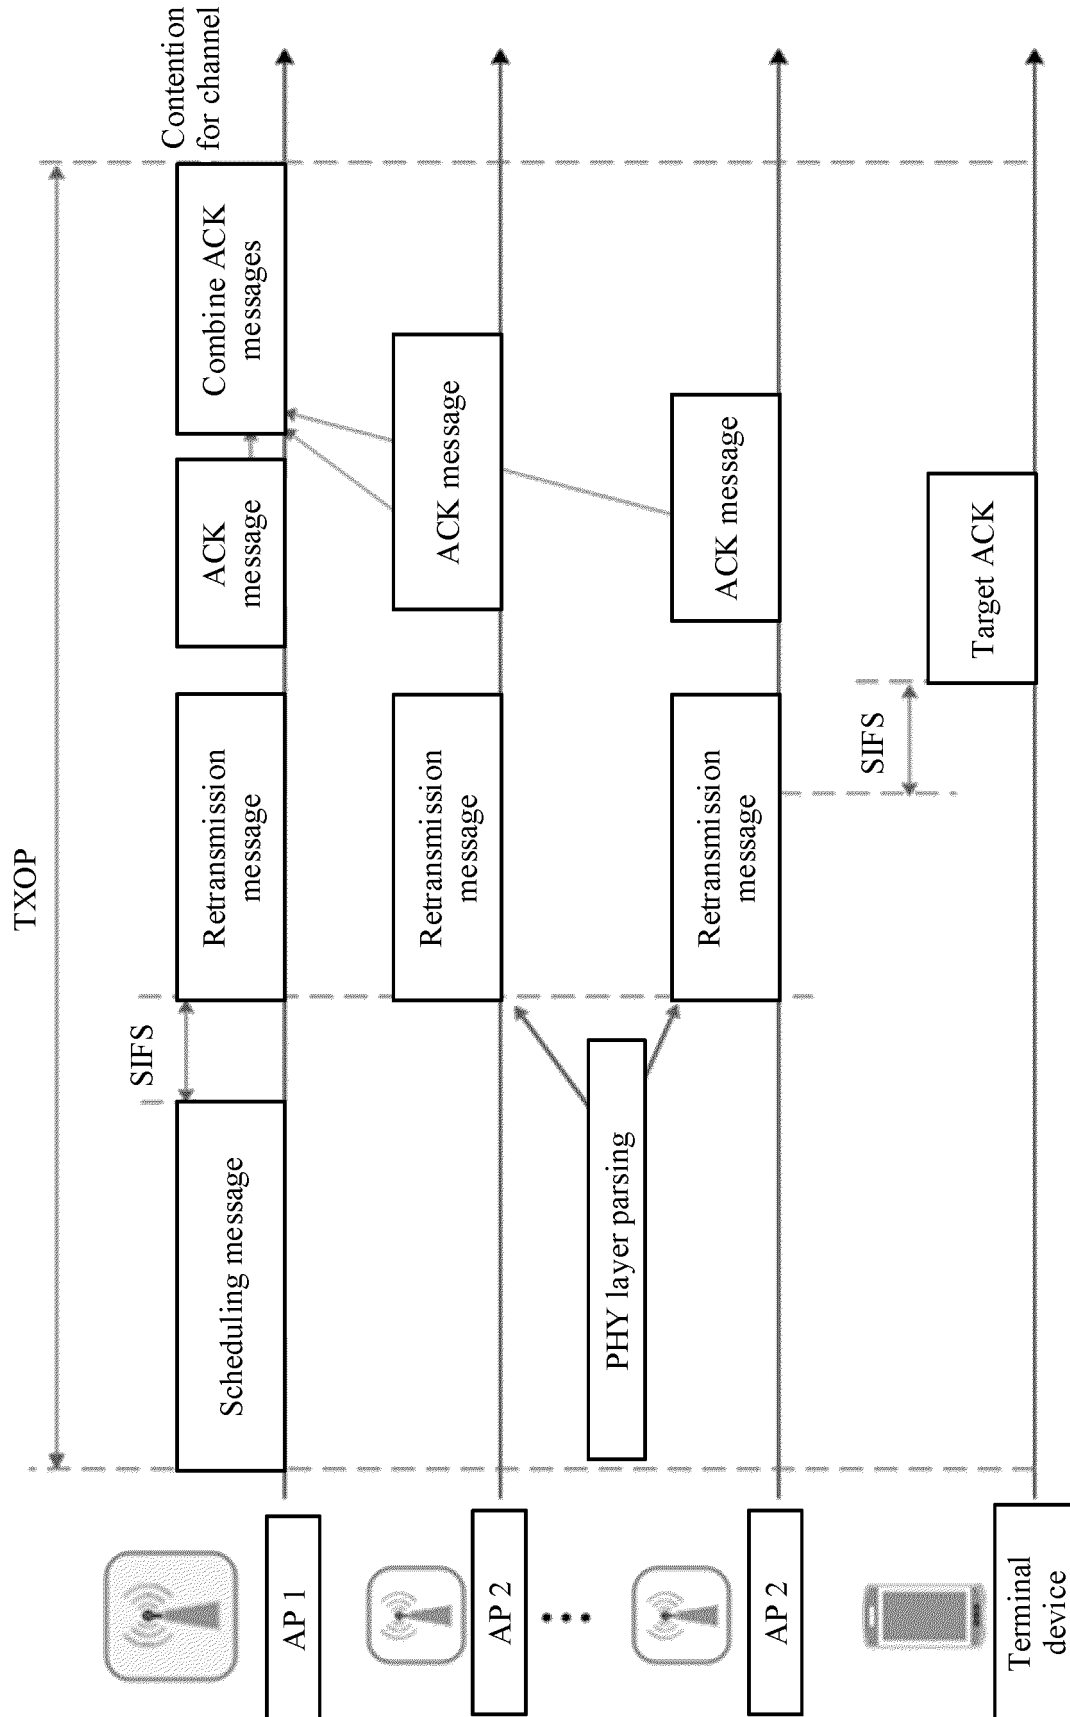 TXOP
SIFS
Contention
for channel
Scheduling message
Retransmission
message
ACK
message
Combine ACK
messages
AP 1
Retransmission
message
ACK message
AP 2
PHY layer parsing
Retransmission
message
ACK message
AP 2
SIFS
Target ACK
Terminal
device